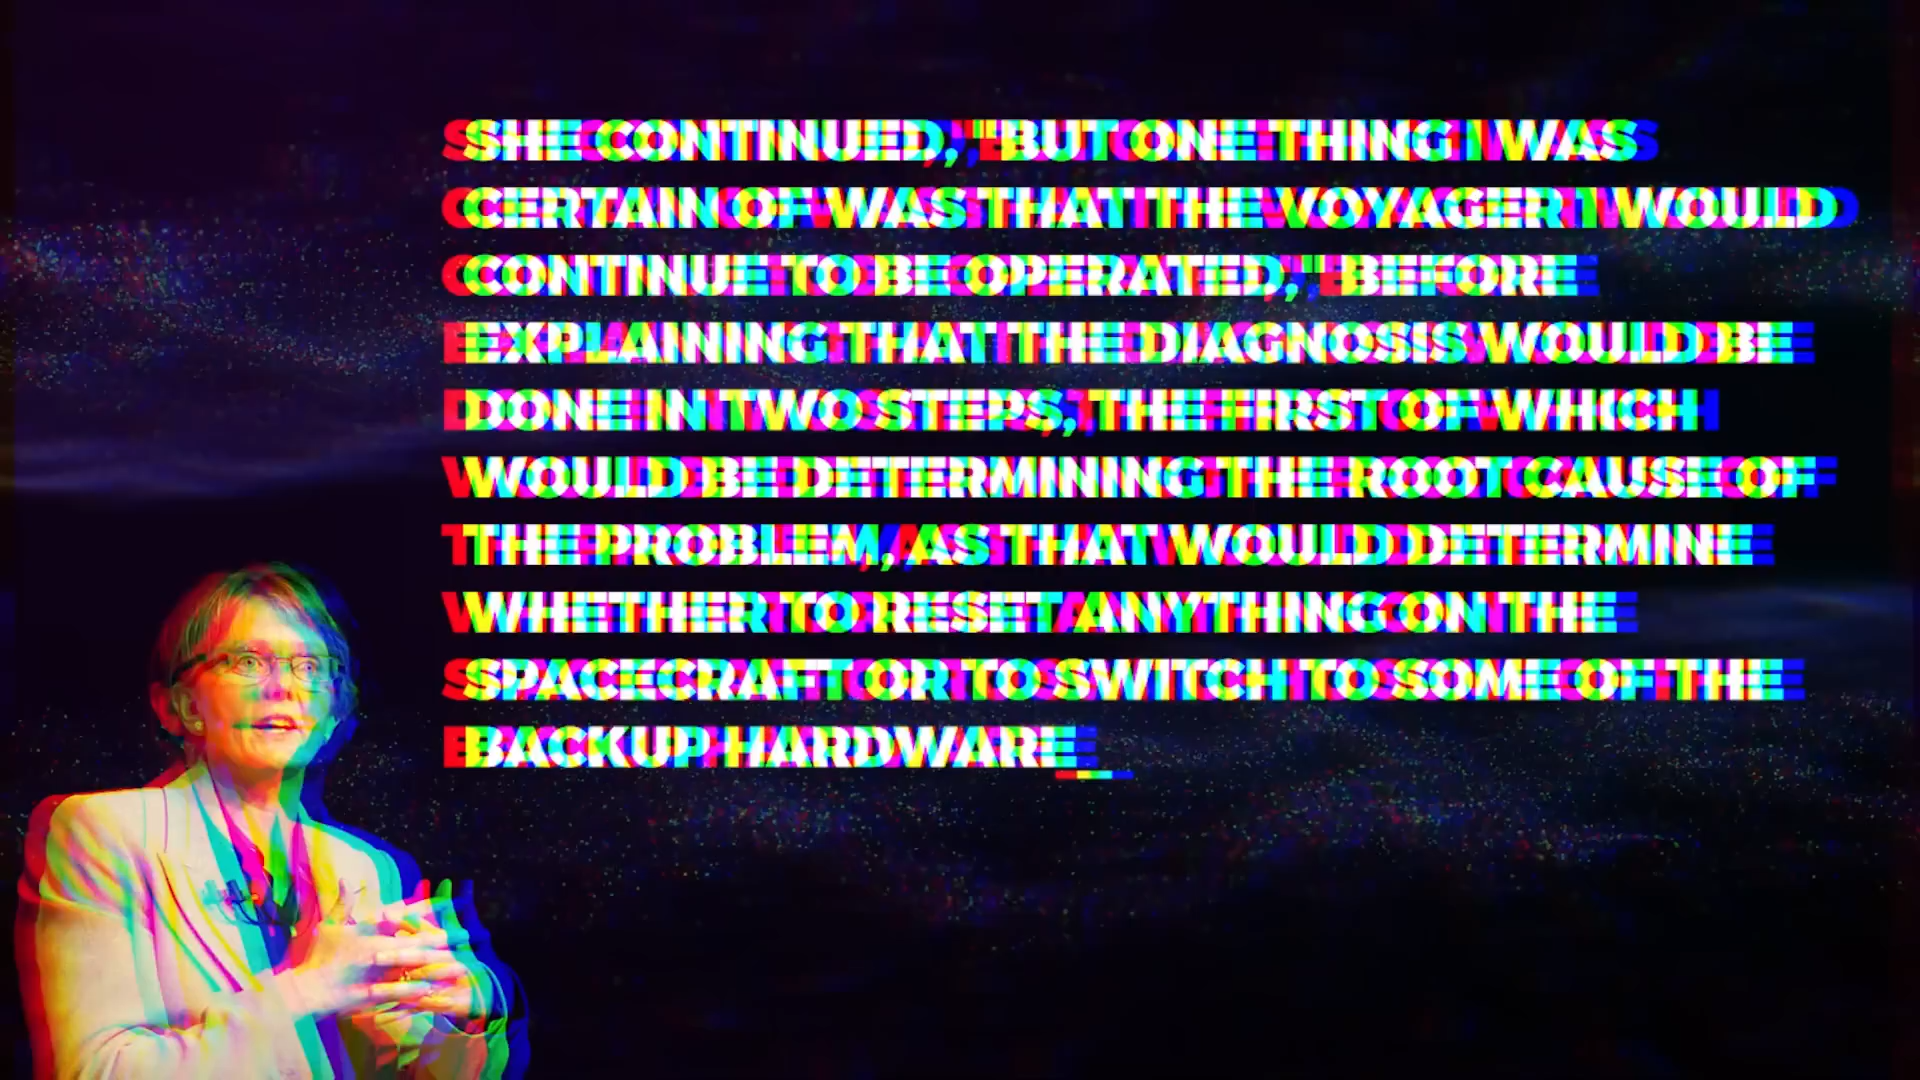 SHE CONTINUED, "BUT ONE THING I WAS
CERTAIN OF WAS THAT THE VOYAGER 1 WOULD
CONTINUE TO BE OPERATED," BEFORE
EXPLAINING THAT THE DIAGNOSIS WOULD BE
DONE IN TWO STEPS, THE FIRST OF WHICH
WOULD BE DETERMINING THE ROOT CAUSE OF
THE PROBLEM, AS THAT WOULD DETERMINE
WHETHER TO RESET ANYTHING ON THE
SPACECRAFT OR TO SWITCH TO SOME OF THE
BACKUP HARDWARE_